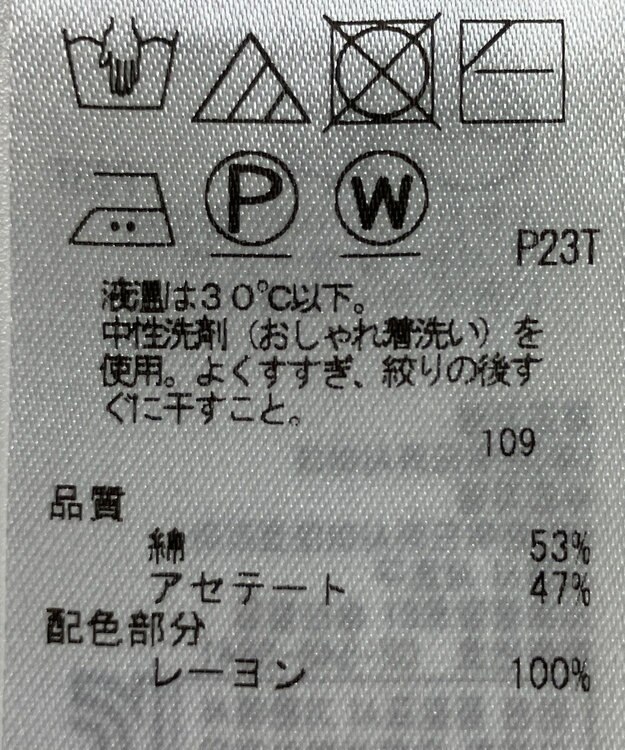 P W
P23T
液温は30℃以下。
中性洗剤（おしゃれ着洗い）を
使用。よくすすぎ、絞りの後す
ぐに干すこと。
109
品質
綿 53%
アセテート 47%
配色部分
レーヨン 100%